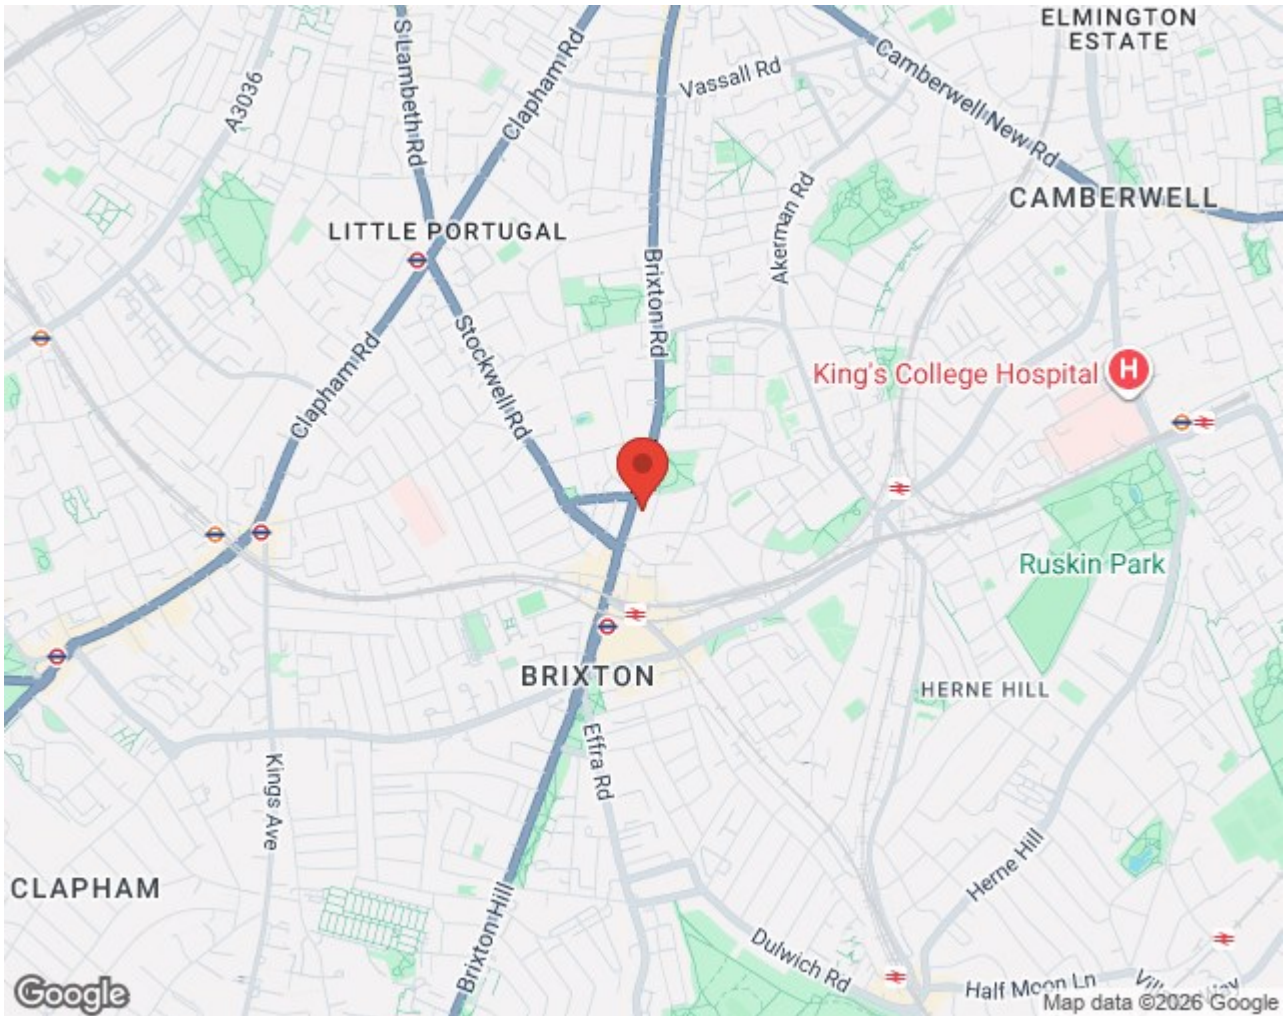 ELMINGTON
ESTATE
S Lambeth Rd
Clapham Rd
Vassall Rd
Camberwell New Rd
A3036
CAMBERWELL
LITTLE PORTUGAL
Akerman Rd
Brixton Rd
Stockwell Rd
Clapham Rd
King's College Hospital
H
Ruskin Park
BRIXTON
HERNE HILL
Effra Rd
Kings Ave
CLAPHAM
Herne Hill
Brixton Hill
Dulwich Rd
Half Moon Ln
Way
Google
Map data ©2026 Google